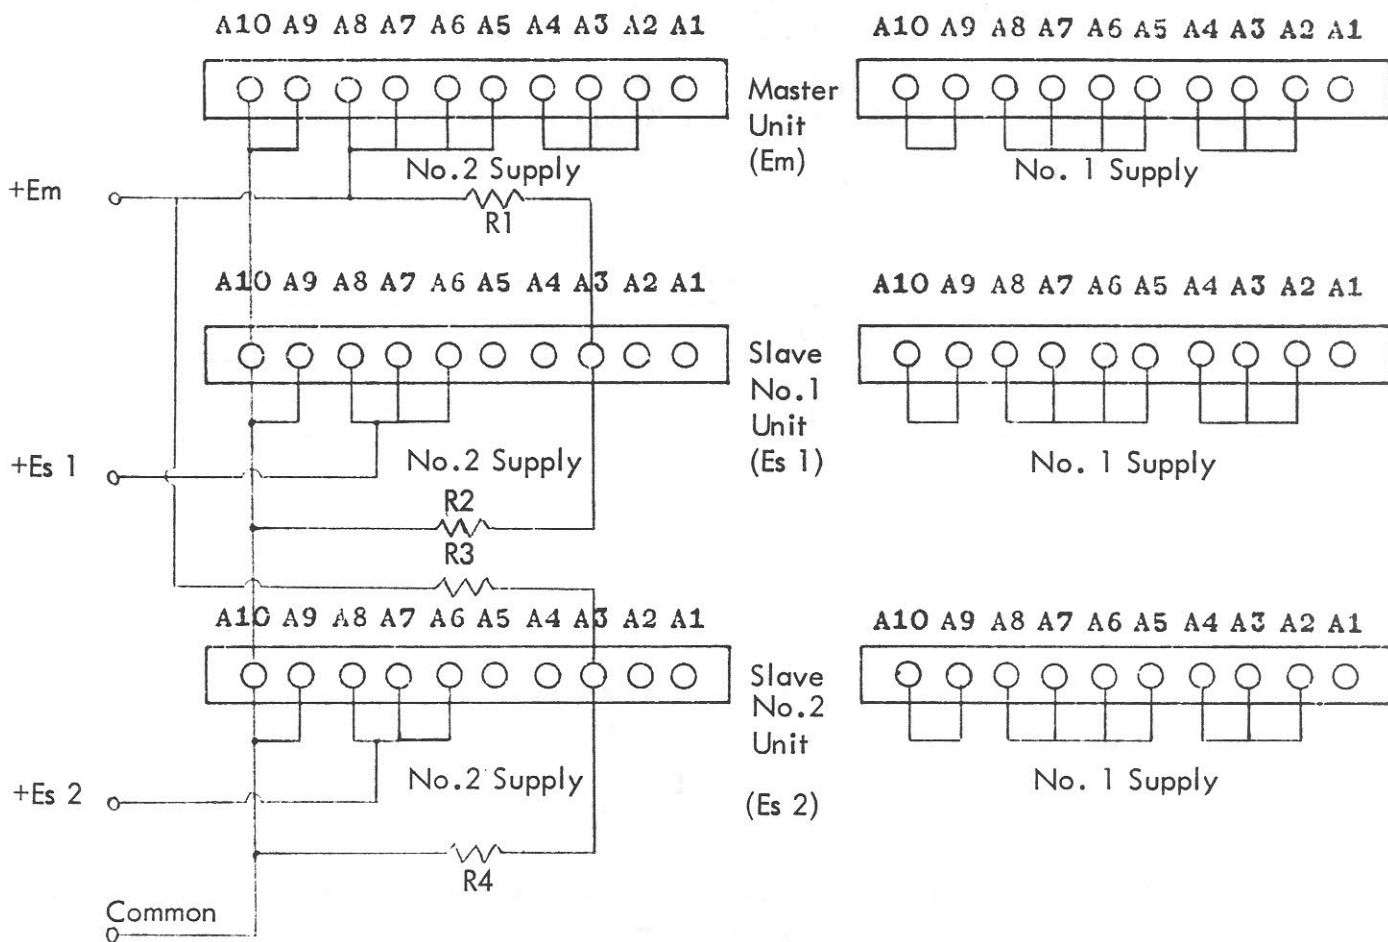 A10 A9 A8 A7 A6 A5 A4 A3 A2 A1
A10 A9 A8 A7 A6 A5 A4 A3 A2 A1
Master
Unit
(Em)
No.2 Supply
No. 1 Supply
+Em
R1
A10 A9 A8 A7 A6 A5 A4 A3 A2 A1
A10 A9 A8 A7 A6 A5 A4 A3 A2 A1
Slave
No.1
Unit
(Es 1)
+Es 1
No.2 Supply
No. 1 Supply
R2
R3
A10 A9 A8 A7 A6 A5 A4 A3 A2 A1
A10 A9 A8 A7 A6 A5 A4 A3 A2 A1
Slave
No.2
Unit
(Es 2)
+Es 2
No.2 Supply
No. 1 Supply
R4
Common